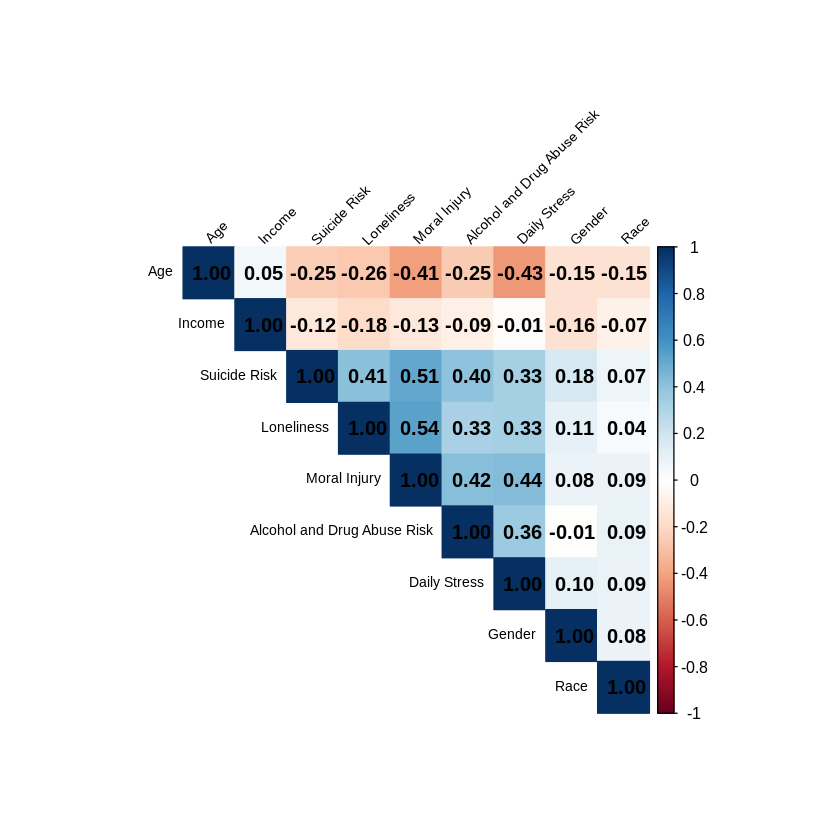 Age
Income
Suicide Risk
Loneliness
Moral Injury
Alcohol and Drug Abuse Risk
Daily Stress
Gender
Race
Age 1.00 0.05 -0.25 -0.26 -0.41 -0.25 -0.43 -0.15 -0.15
Income 1.00 -0.12 -0.18 -0.13 -0.09 -0.01 -0.16 -0.07
Suicide Risk 1.00 0.41 0.51 0.40 0.33 0.18 0.07
Loneliness 1.00 0.54 0.33 0.33 0.11 0.04
Moral Injury 1.00 0.42 0.44 0.08 0.09
Alcohol and Drug Abuse Risk 1.00 0.36 -0.01 0.09
Daily Stress 1.00 0.10 0.09
Gender 1.00 0.08
Race 1.00
1
0.8
0.6
0.4
0.2
0
-0.2
-0.4
-0.6
-0.8
-1